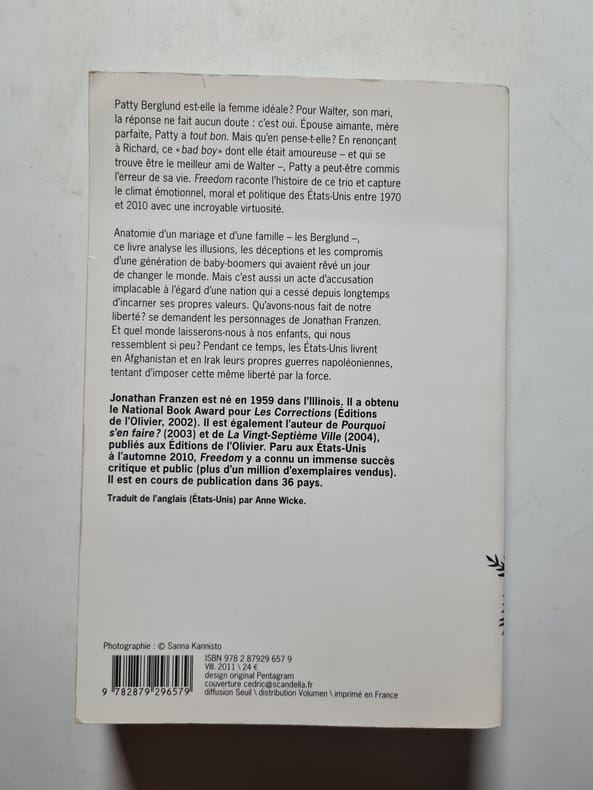 Patty Berglund est-elle la femme idéale ? Pour Walter, son mari,
la réponse ne fait aucun doute : c'est oui. Épouse aimante, mère
parfaite, Patty a tout bon. Mais qu'en pense-t-elle ? En renonçant
à Richard, ce « bad boy » dont elle était amoureuse – et qui se
trouve être le meilleur ami de Walter –, Patty a peut-être commis
l'erreur de sa vie. Freedom raconte l'histoire de ce trio et capture
le climat émotionnel, moral et politique des États-Unis entre 1970
et 2010 avec une incroyable virtuosité.
Anatomie d'un mariage et d'une famille – les Berglund –,
ce livre analyse les illusions, les déceptions et les compromis
d'une génération de baby-boomers qui avaient rêvé un jour
de changer le monde. Mais c'est aussi un acte d'accusation
implacable à l'égard d'une nation qui a cessé depuis longtemps
d'incarner ses propres valeurs. Qu'avons-nous fait de notre
liberté ? se demandent les personnages de Jonathan Franzen.
Et quel monde laisserons-nous à nos enfants, qui nous
ressemblent si peu ? Pendant ce temps, les États-Unis livrent
en Afghanistan et en Irak leurs propres guerres napoléoniennes,
tentant d'imposer cette même liberté par la force.
Jonathan Franzen est né en 1959 dans l'Illinois. Il a obtenu
le National Book Award pour Les Corrections (Éditions
de l'Olivier, 2002). Il est également l'auteur de Pourquoi
s'en faire ? (2003) et de La Vingt-Septième Ville (2004),
publiés aux Éditions de l'Olivier. Paru aux États-Unis
à l'automne 2010, Freedom y a connu un immense succès
critique et public (plus d'un million d'exemplaires vendus).
Il est en cours de publication dans 36 pays.
Traduit de l'anglais (États-Unis) par Anne Wicke.
Photographie : © Sanna Kannisto
ISBN 978 2 87929 657 9
VIII. 2011 \ 24 €
design original Pentagram
couverture cedric@scandella.fr
diffusion Seuil \ distribution Volumen \ imprimé en France
9 782879 296579